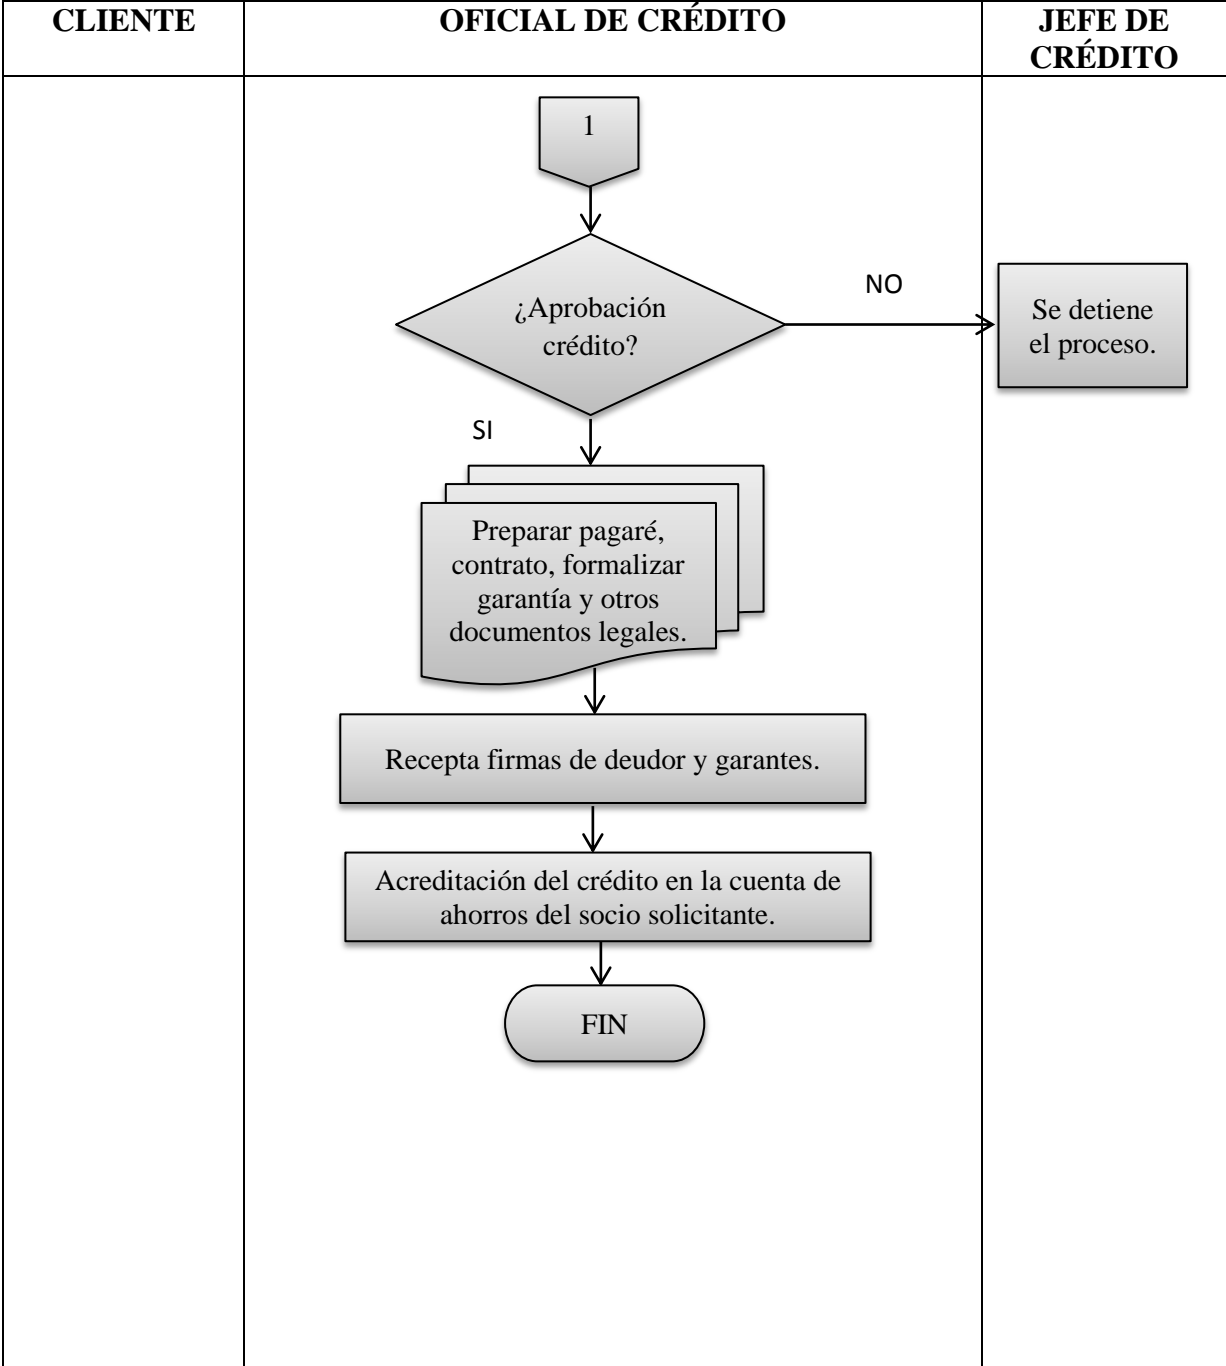 CLIENTE
OFICIAL DE CRÉDITO
JEFE DE
CRÉDITO
1
¿Aprobación
crédito?
NO
Se detiene
el proceso.
SI
Preparar pagaré,
contrato, formalizar
garantía y otros
documentos legales.
Recepta firmas de deudor y garantes.
Acreditación del crédito en la cuenta de
ahorros del socio solicitante.
FIN